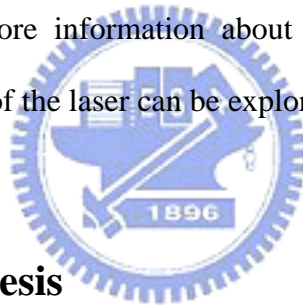 ore information about
of the laser can be explor
1896
esis